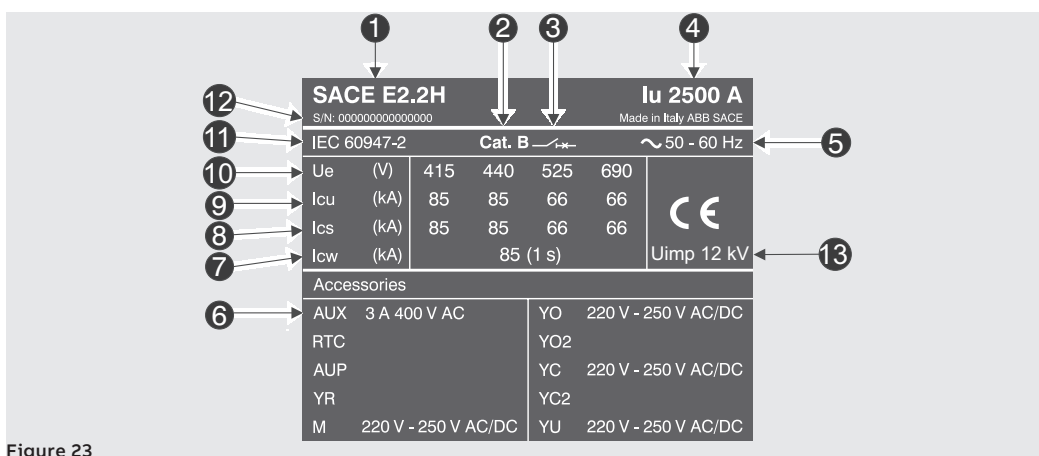 1 2 3 4
SACE E2.2H Iu 2500 A
12 S/N: 000000000000000 Made in Italy ABB SACE
11 IEC 60947-2 Cat. B 50 - 60 Hz 5
10 Ue (V) 415 440 525 690
9 Icu (kA) 85 85 66 66
CE
8 Ics (kA) 85 85 66 66
7 Icw (kA) 85 (1 s) Uimp 12 kV 13
Accessories
6 AUX 3 A 400 V AC YO 220 V - 250 V AC/DC
RTC YO2
AUP YC 220 V - 250 V AC/DC
YR YC2
M 220 V - 250 V AC/DC YU 220 V - 250 V AC/DC
Figure 23